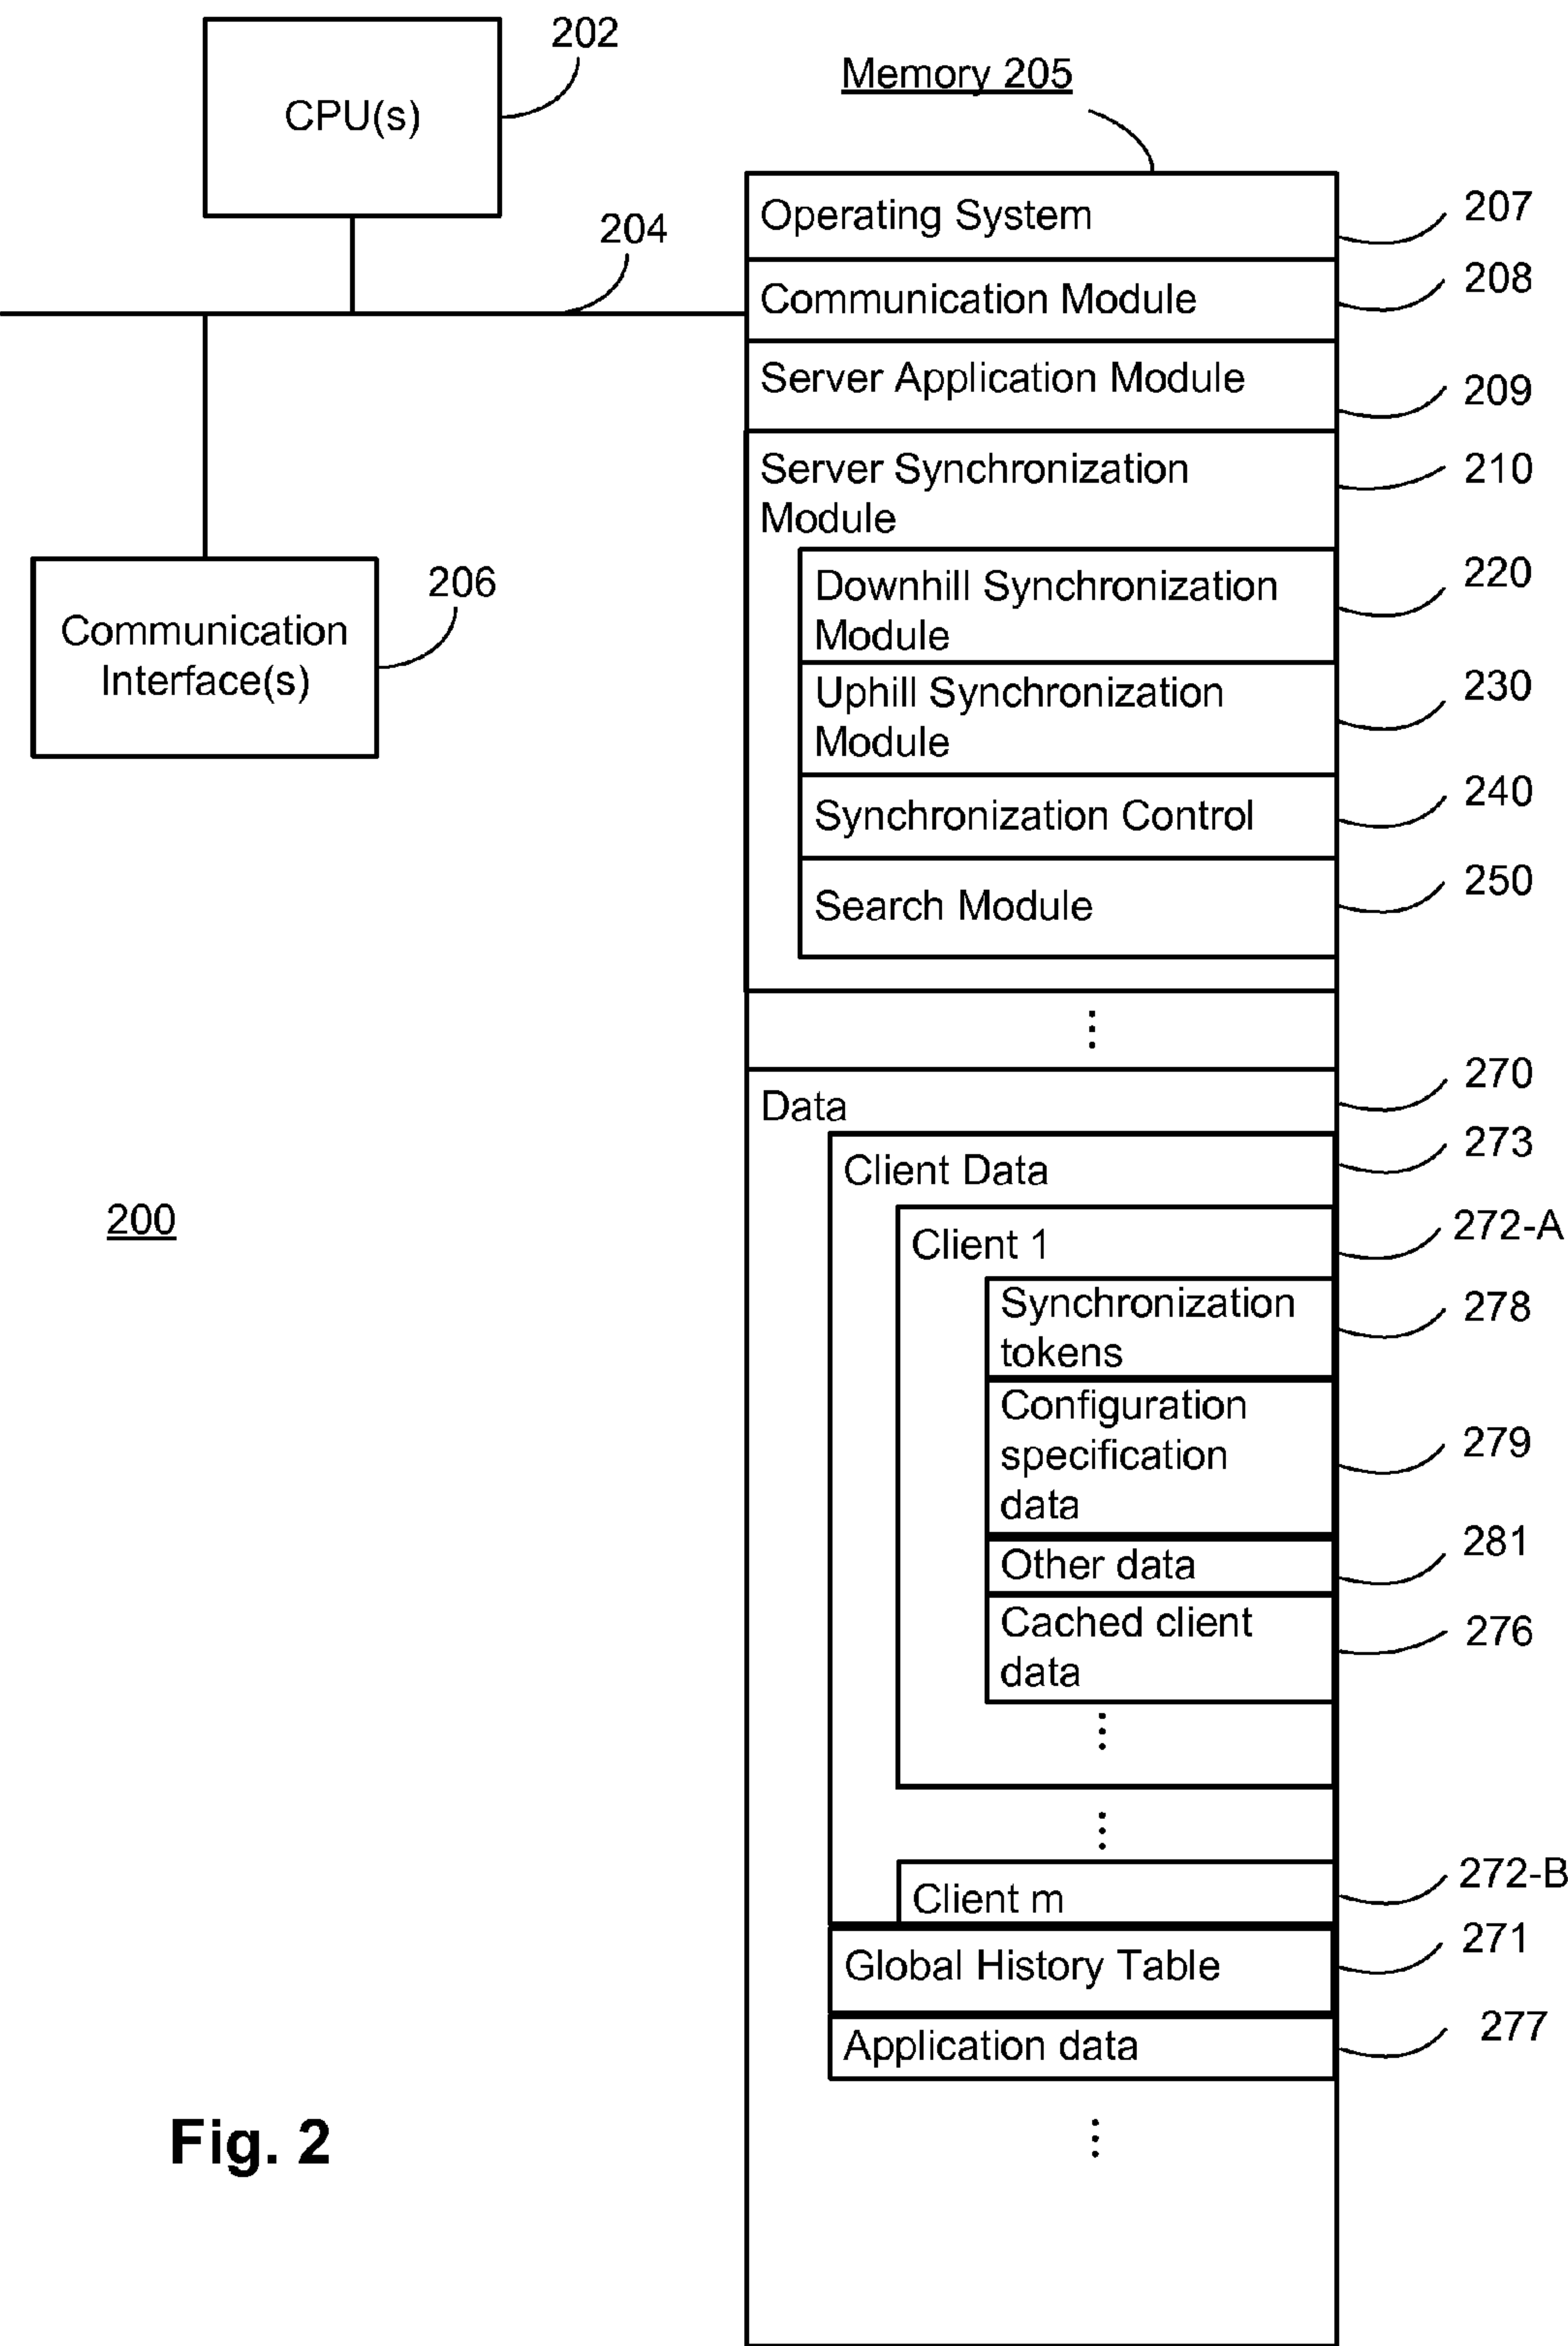 202
CPU(s)
Memory 205
204
Operating System
207
Communication Module
208
Server Application Module
209
Server Synchronization
Module
210
206
Communication
Interface(s)
Downhill Synchronization
Module
220
Uphill Synchronization
Module
230
Synchronization Control
240
Search Module
250
Data
270
Client Data
273
200
Client 1
272-A
Synchronization
tokens
278
Configuration
specification
data
279
Other data
281
Cached client
data
276
Client m
272-B
Global History Table
271
Application data
277
Fig. 2